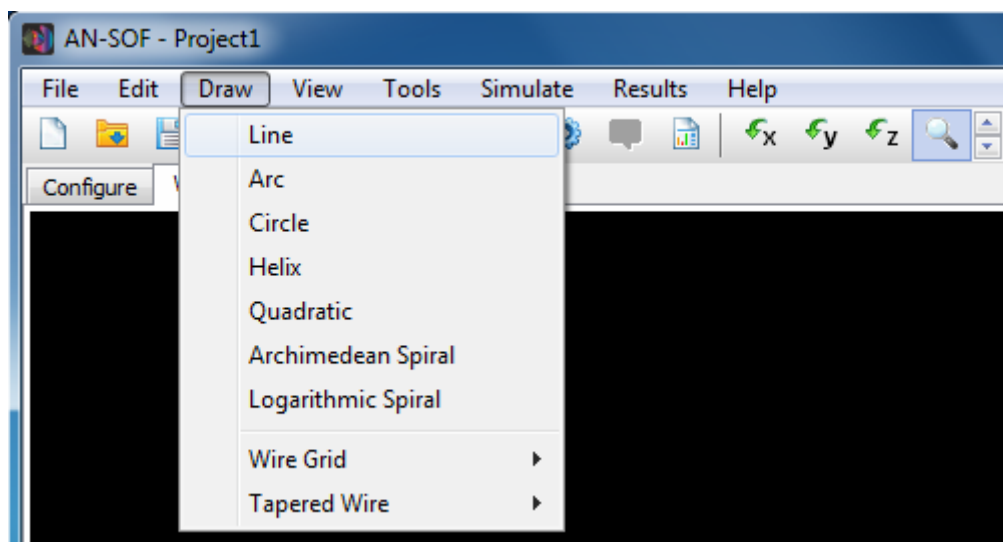 AN-SOF - Project1
File Edit Draw View Tools Simulate Results Help
x y z
Configure
Line
Arc
Circle
Helix
Quadratic
Archimedean Spiral
Logarithmic Spiral
Wire Grid
Tapered Wire